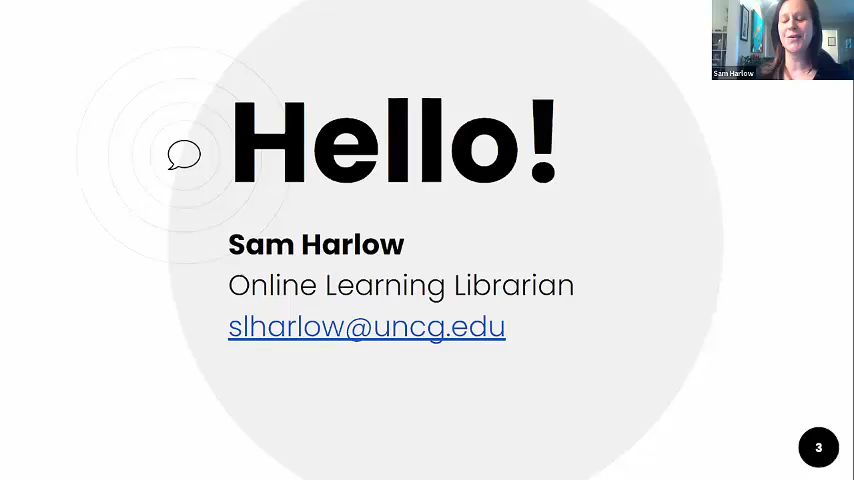 Sam Harlow
Hello!
Sam Harlow
Online Learning Librarian
slharlow@uncg.edu
3